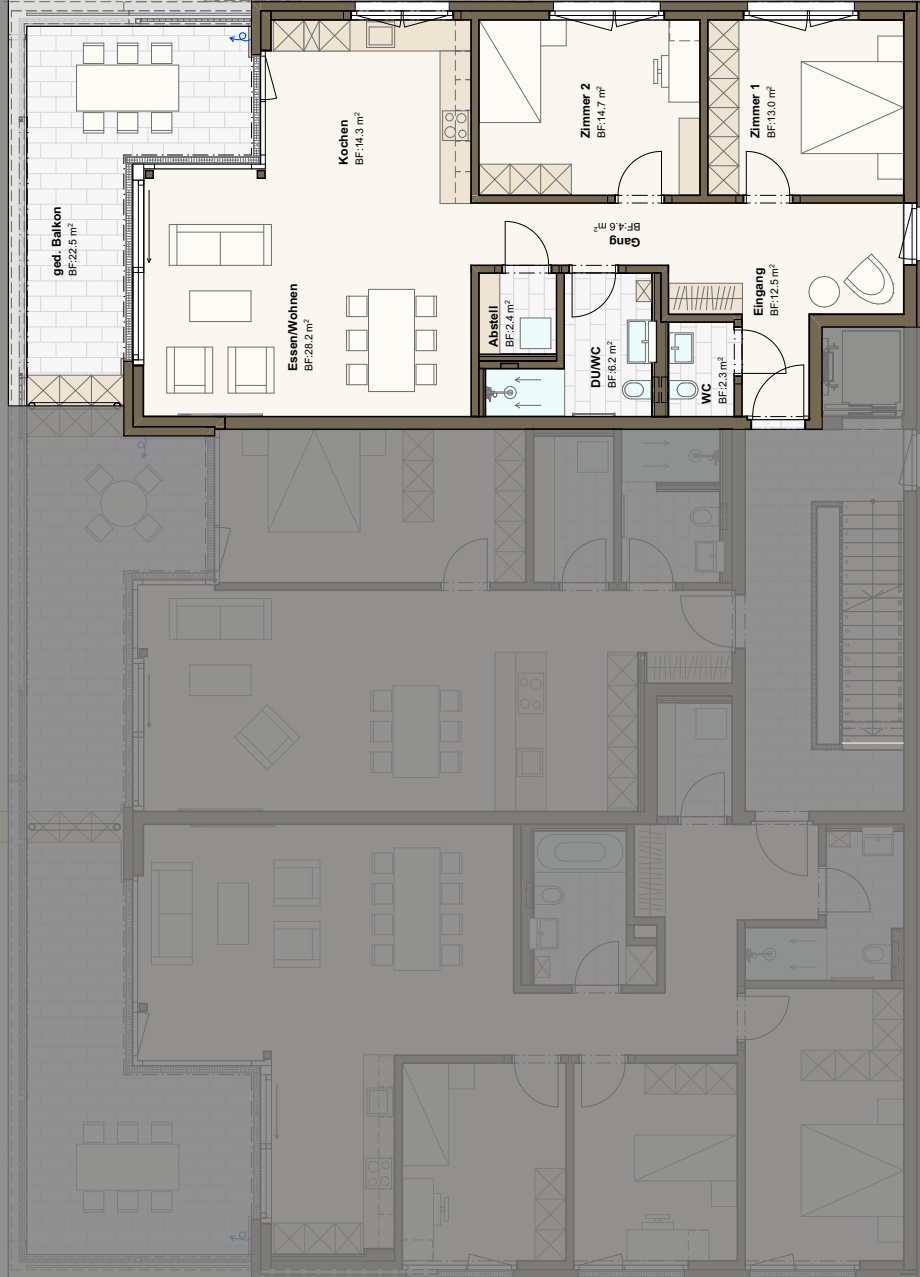 ged. Balkon
BF:22.5 m²
Kochen
BF:14.3 m²
Essen/Wohnen
BF:28.2 m²
Zimmer 2
BF:14.7 m²
Zimmer 1
BF:13.0 m²
Gang
BF:4.6 m²
Eingang
BF:12.5 m²
Abstell
BF:2.4 m²
DU/WC
BF:6.2 m²
WC
BF:2.3 m²